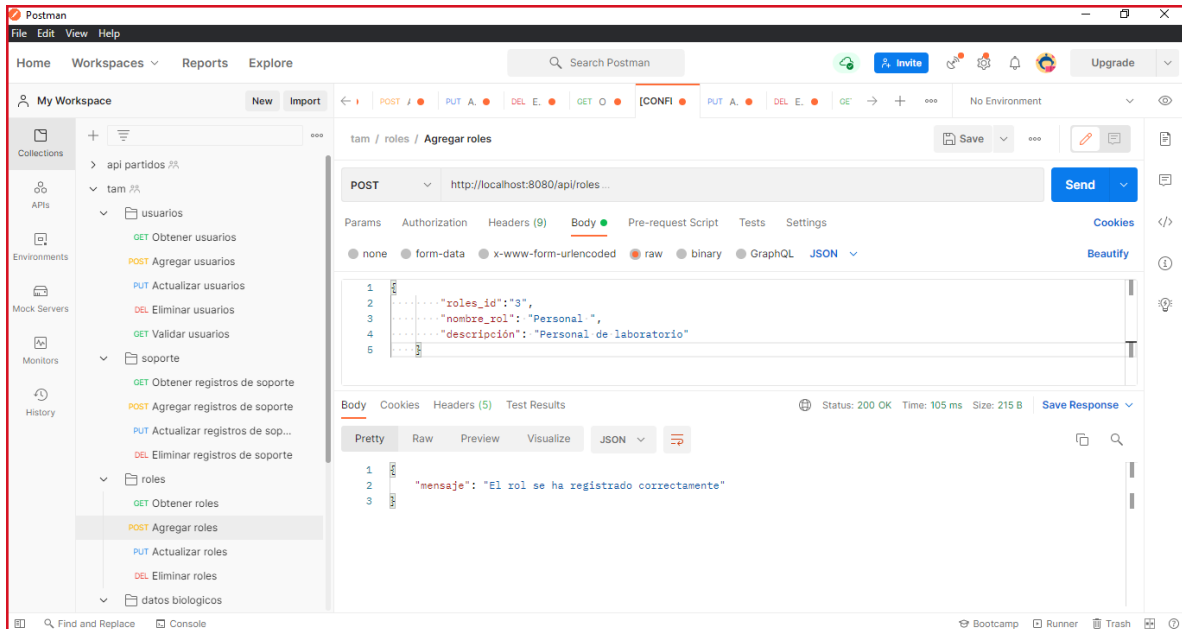 Postman
File Edit View Help
Home Workspaces Reports Explore
Search Postman
Invite
Upgrade
My Workspace
New Import
POST
PUT A.
DEL E.
GET O
[CONFI
PUT A.
DEL E.
No Environment
Collections
APIs
Environments
Mock Servers
Monitors
History
api partidos
tam
usuarios
GET Obtener usuarios
POST Agregar usuarios
PUT Actualizar usuarios
DEL Eliminar usuarios
GET Validar usuarios
soporte
GET Obtener registros de soporte
POST Agregar registros de soporte
PUT Actualizar registros de sop...
DEL Eliminar registros de soporte
roles
GET Obtener roles
POST Agregar roles
PUT Actualizar roles
DEL Eliminar roles
datos biologicos
tam / roles / Agregar roles
Save
POST
http://localhost:8080/api/roles ...
Send
Params Authorization Headers (9) Body Pre-request Script Tests Settings
Cookies
none form-data x-www-form-urlencoded raw binary GraphQL JSON
Beautify
1 {
2 "roles_id":"3",
3 "nombre_rol": "Personal ",
4 "descripción": "Personal de laboratorio"
5 }
Body Cookies Headers (5) Test Results
Status: 200 OK Time: 105 ms Size: 215 B Save Response
Pretty Raw Preview Visualize JSON
1 {
2 "mensaje": "El rol se ha registrado correctamente"
3 }
Find and Replace Console
Bootcamp Runner Trash